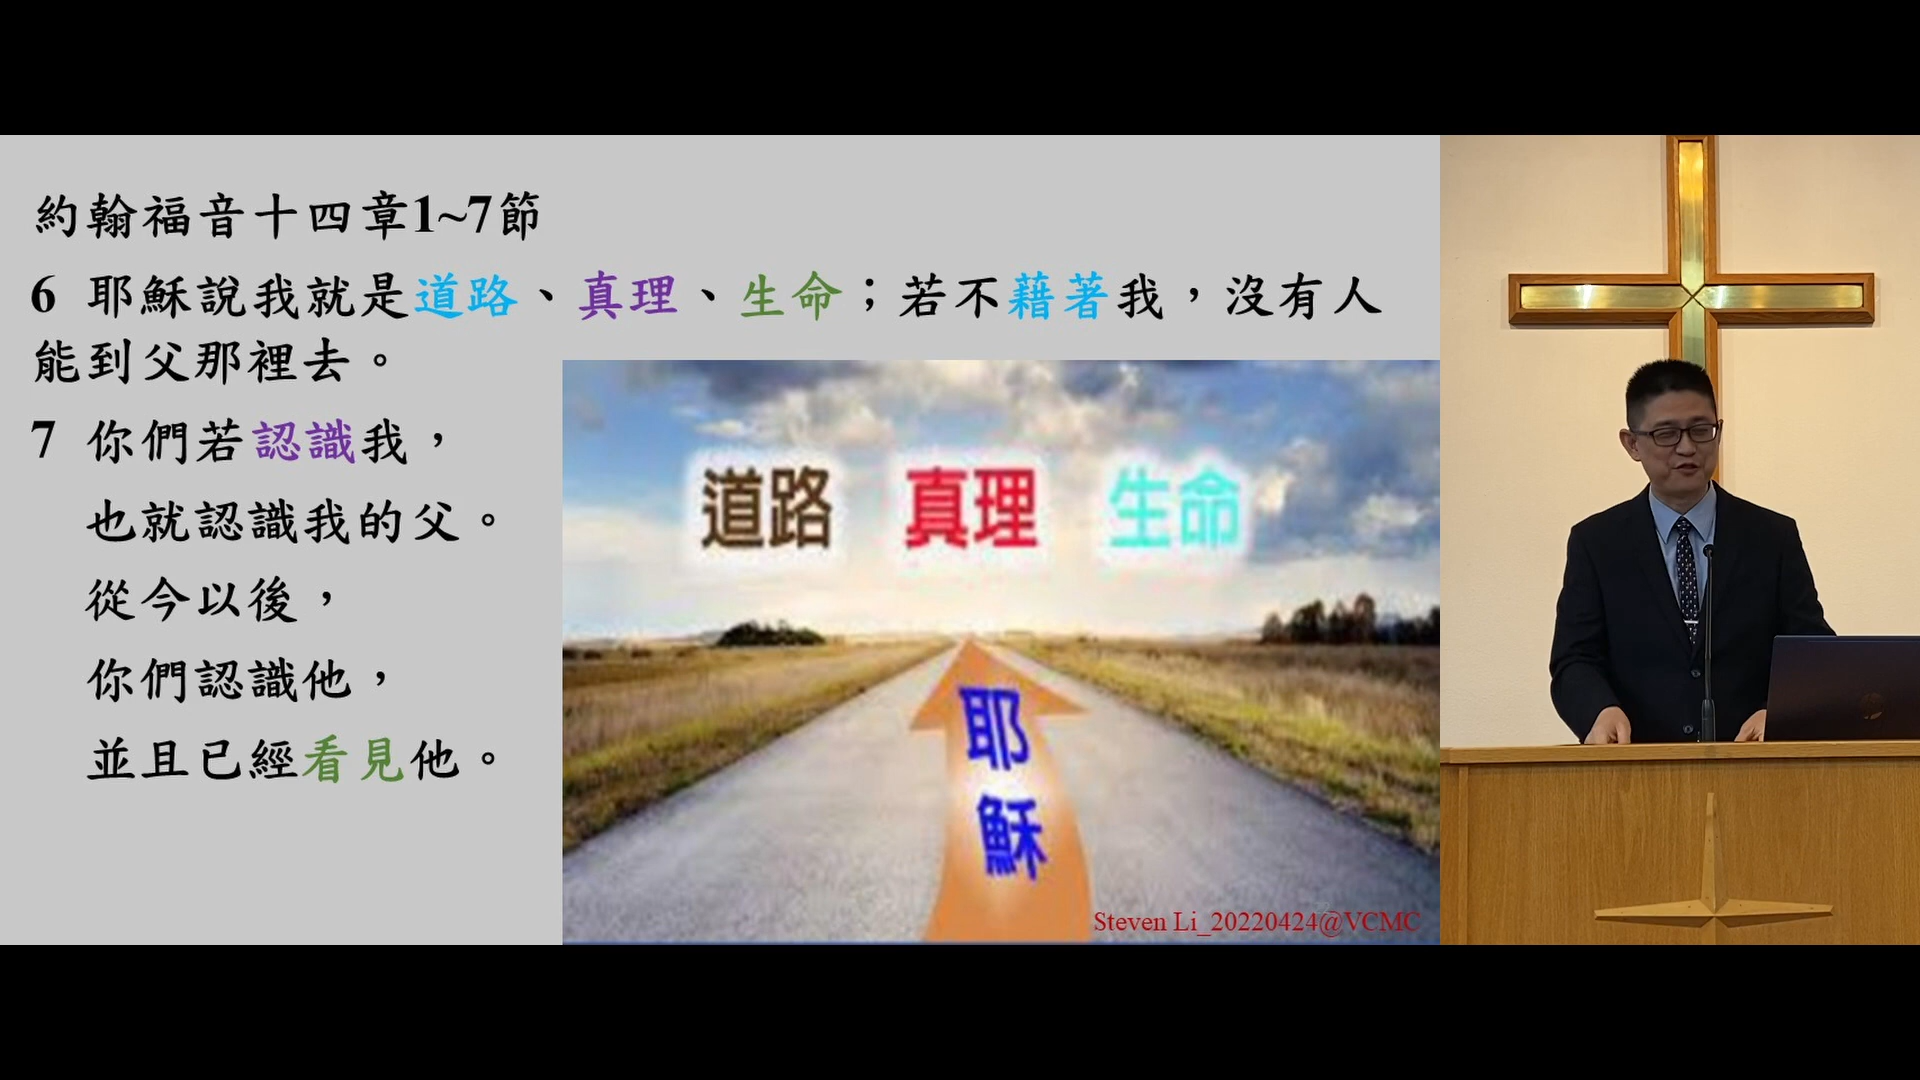 約翰福音十四章1~7節
6 耶穌說我就是道路、真理、生命；若不藉著我，沒有人
能到父那裡去。
7 你們若認識我，
也就認識我的父。
從今以後，
你們認識他，
並且已經看見他。
道路 真理 生命
耶
穌
Steven Li_20220424@VCMC